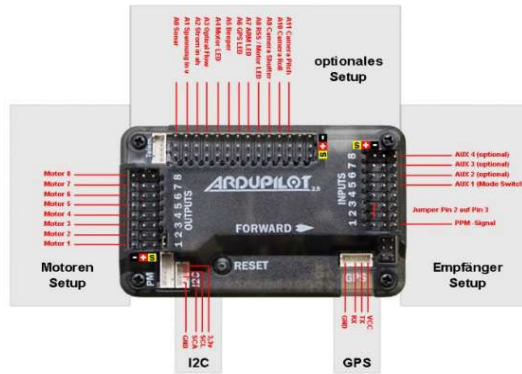 A0 Sonar
A1 Spannung in v
A2 Strom in ah
A3 Optical Flow
A4 Motor LED
A5 Beeper
A6 GPS LED
A7 ARM LED
A8 RSS / Motor LED
A9 Camera Shutter
A10 Camera Roll
A11 Camera Pitch
optionales
Setup
S
S
Motor 8
Motor 7
Motor 6
Motor 5
Motor 4
Motor 3
Motor 2
Motor 1
1 2 3 4 5 6 7 8
OUTPUTS
ARDUPILOT
INPUTS
1 2 3 4 5 6 7 8
AUX 4 (optional)
AUX 3 (optional)
AUX 2 (optional)
AUX 1 (Mode Switch
Jumper Pin 2 auf Pin 3
PPM -Signal
FORWARD
RESET
S
PM
I2C
GPS
Motoren
Setup
Empfänger
Setup
GND
SCA
SCL
3,3v
GND
RX
TX
VCC
I2C
GPS